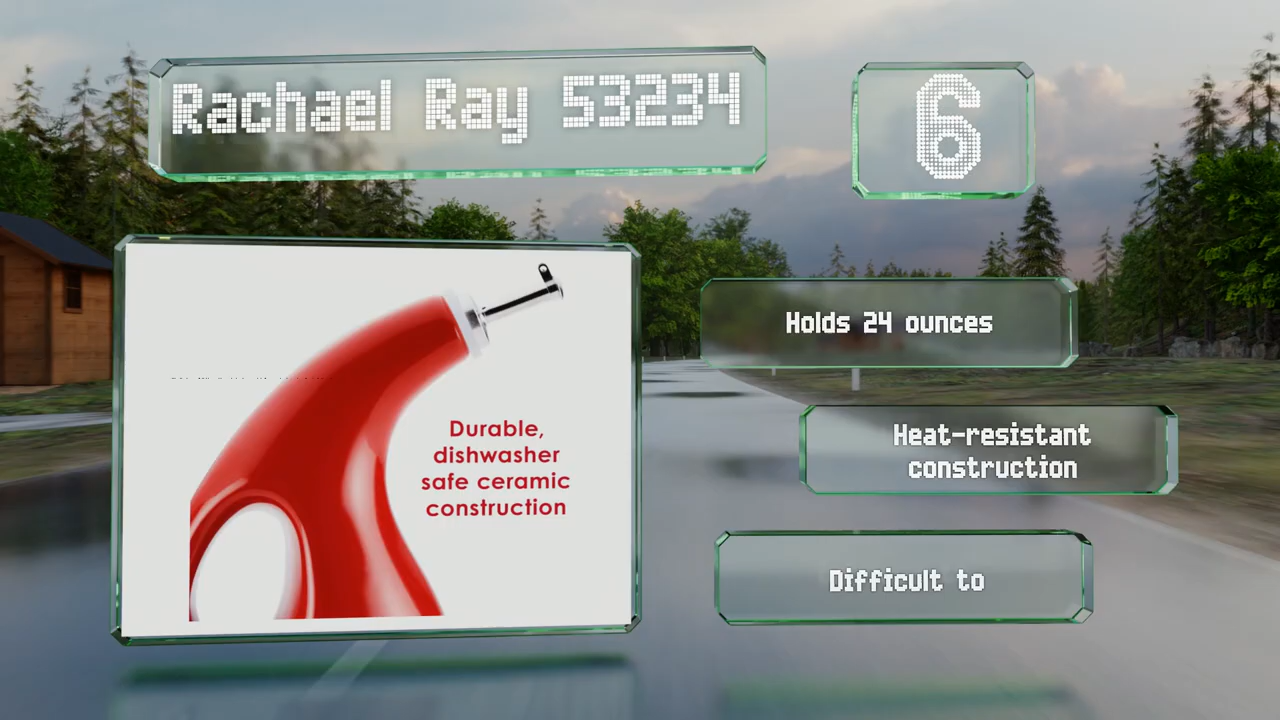 Rachael Ray 53234
6
Holds 24 ounces
Durable,
dishwasher
safe ceramic
construction
Heat-resistant
construction
Difficult to